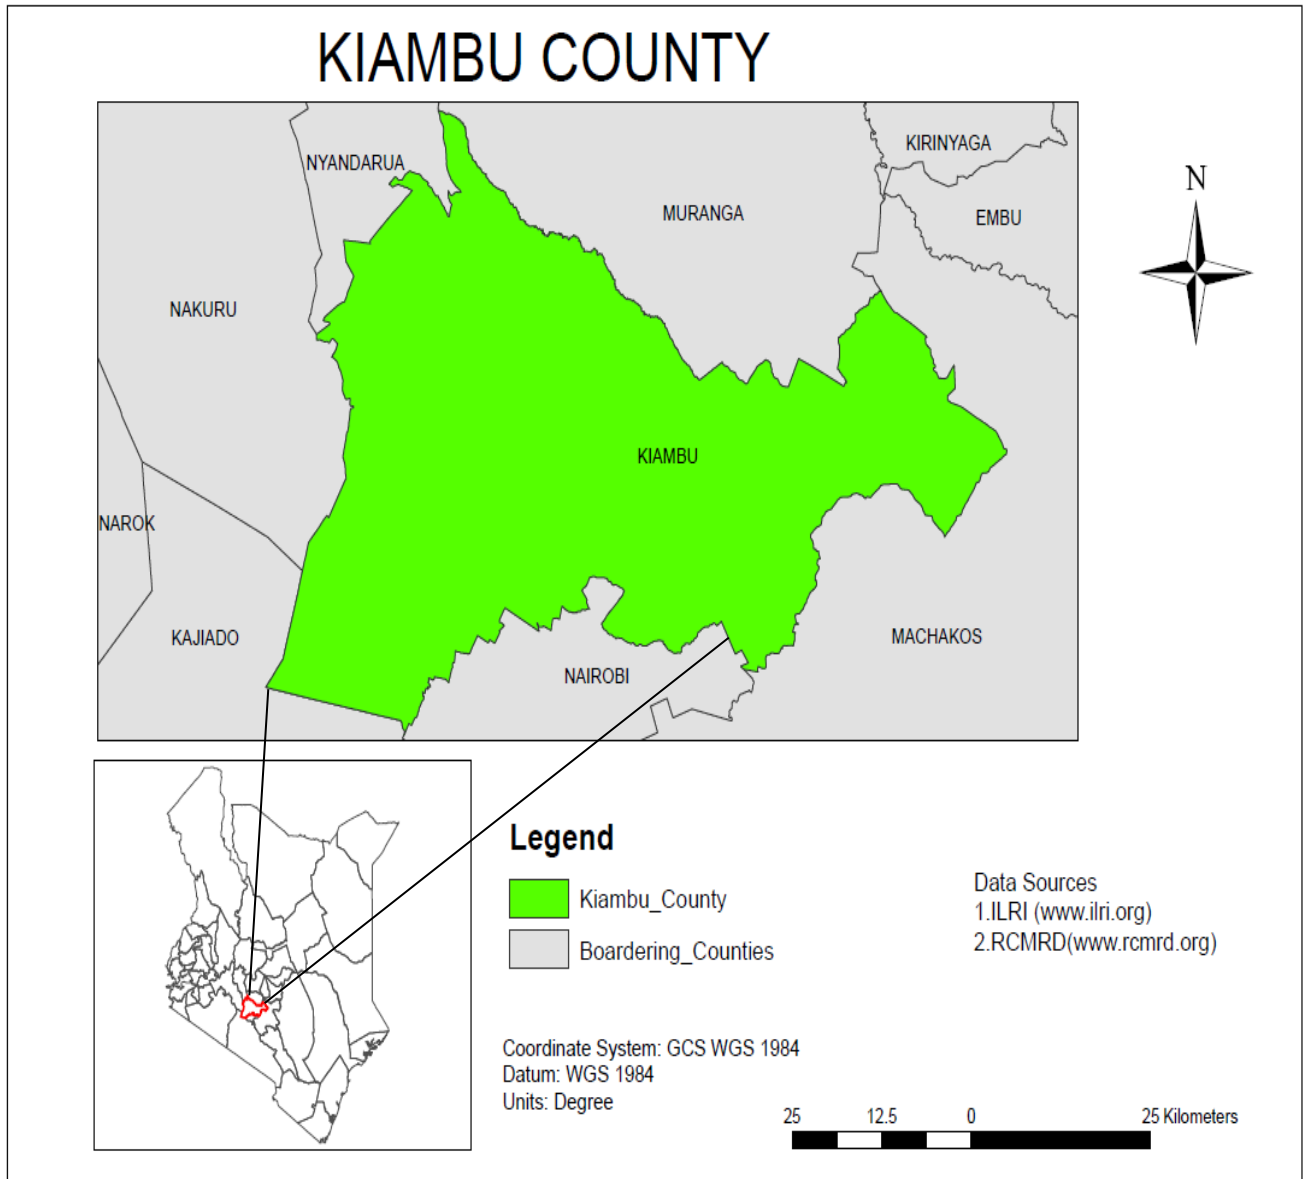 KIAMBU COUNTY
KIRINYAGA
NYANDARUA
MURANGA
EMBU
N
NAKURU
KIAMBU
NAROK
KAJIADO
MACHAKOS
NAIROBI
Legend
Kiambu_County
Boardering_Counties
Data Sources
1.ILRI (www.ilri.org)
2.RCMRD(www.rcmrd.org)
Coordinate System: GCS WGS 1984
Datum: WGS 1984
Units: Degree
25 12.5 0 25 Kilometers